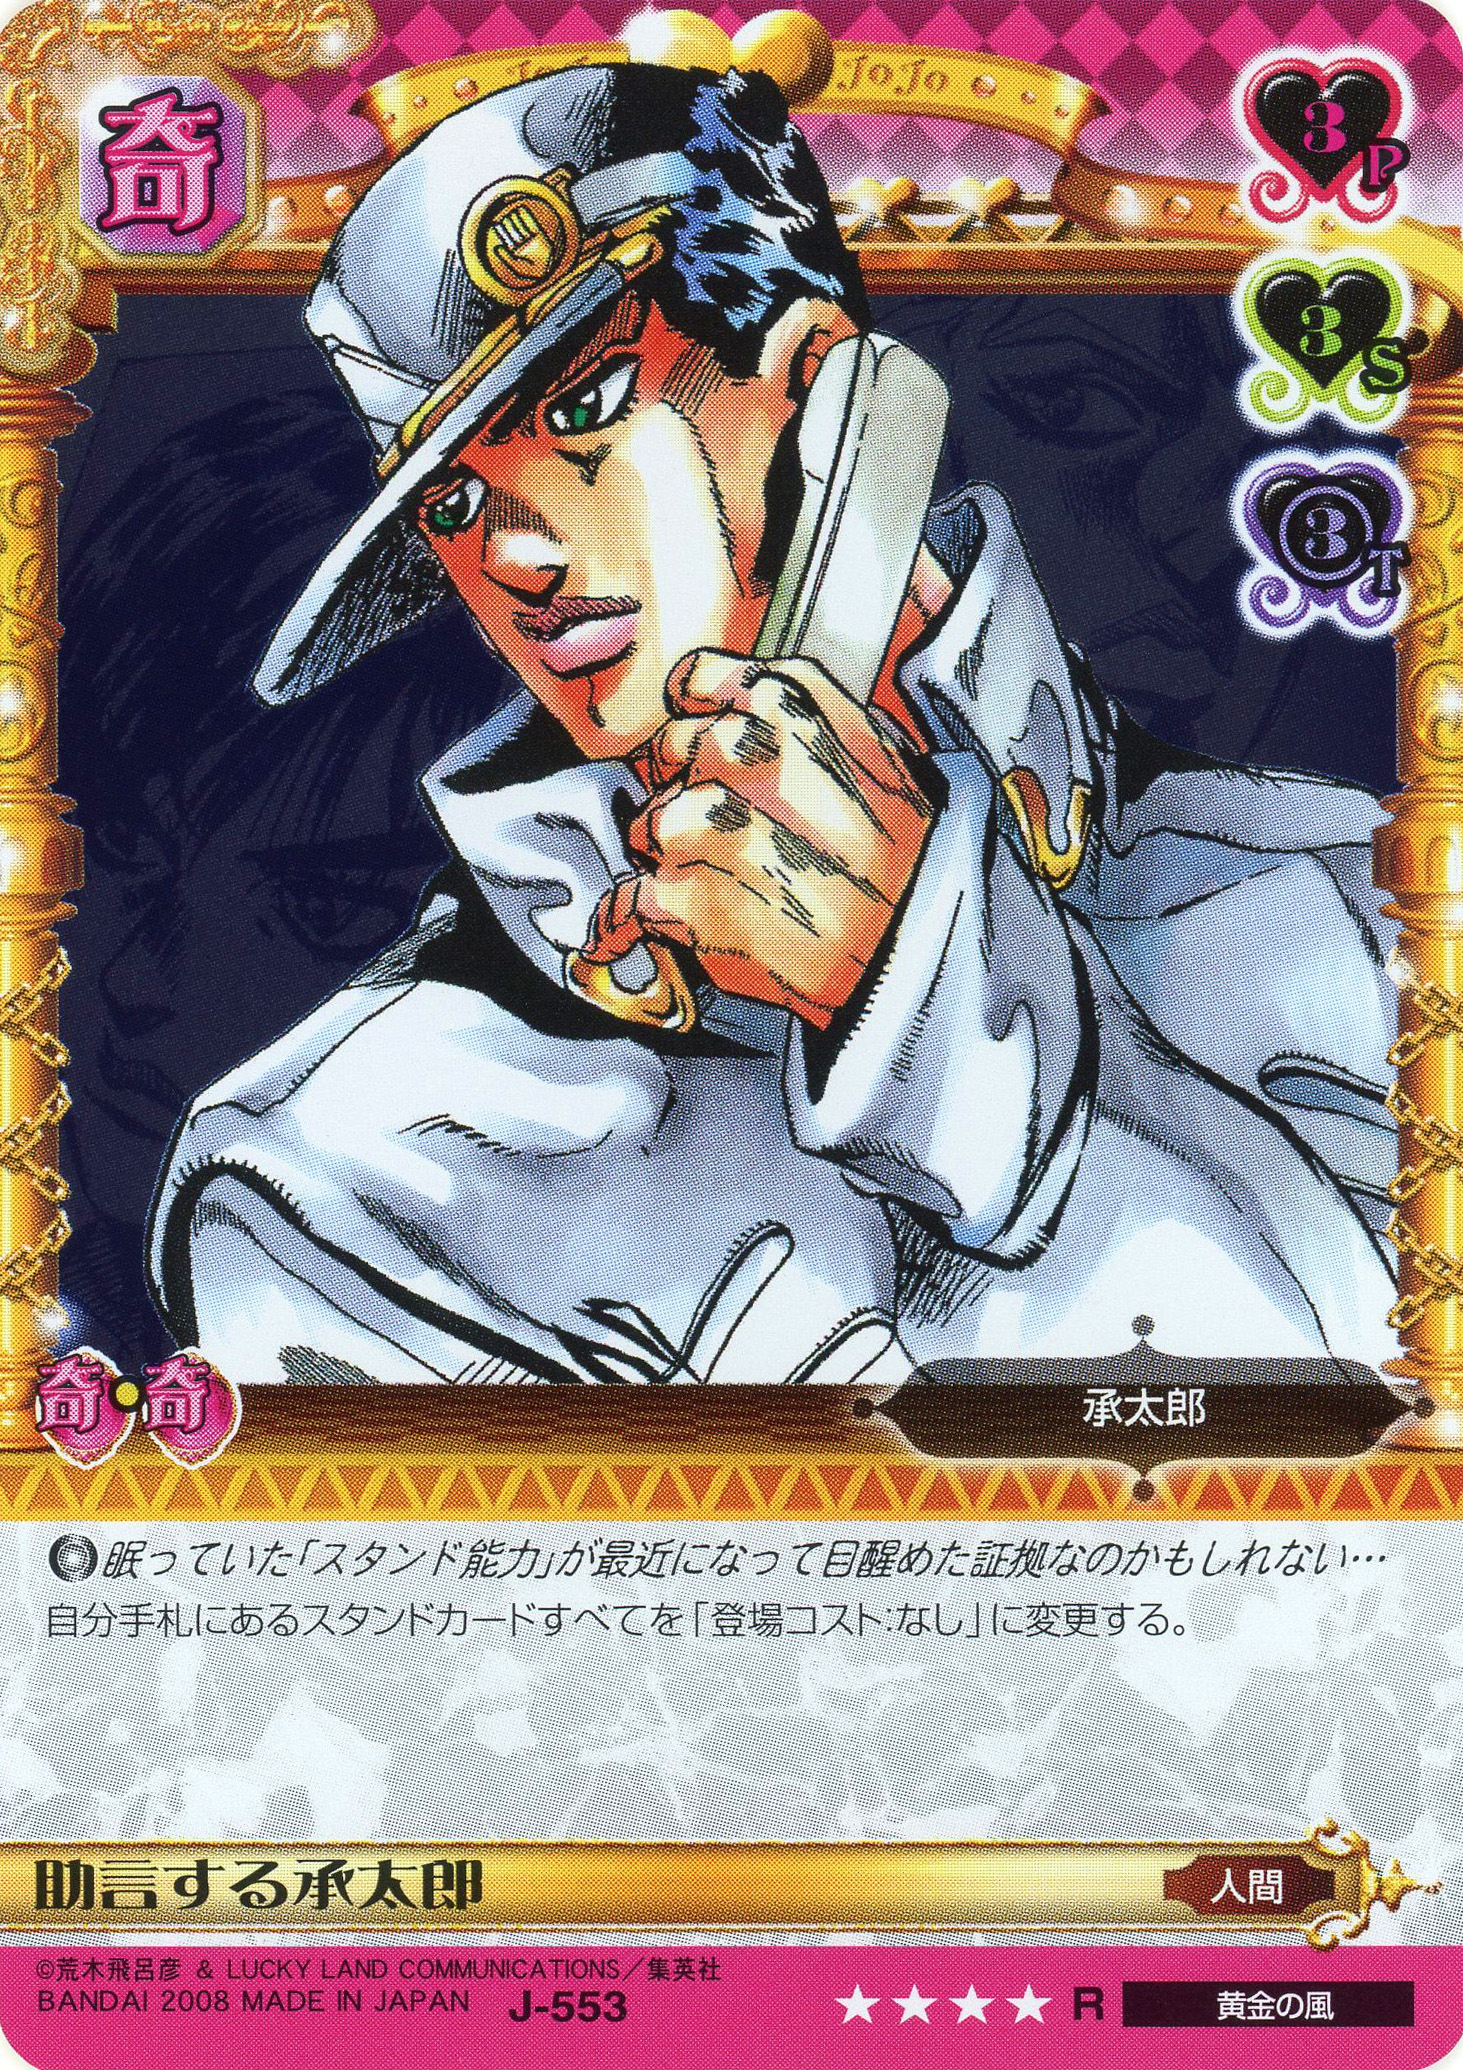 JoJo
奇
3 P
3 S
3 T
奇・奇
承太郎
眠っていた「スタンド能力」が最近になって目醒めた証拠なのかもしれない…
自分手札にあるスタンドカードすべてを「登場コスト:なし」に変更する。
助言する承太郎
人間
©荒木飛呂彦 & LUCKY LAND COMMUNICATIONS/集英社
BANDAI 2008 MADE IN JAPAN J-553
★★★★ R 黄金の風